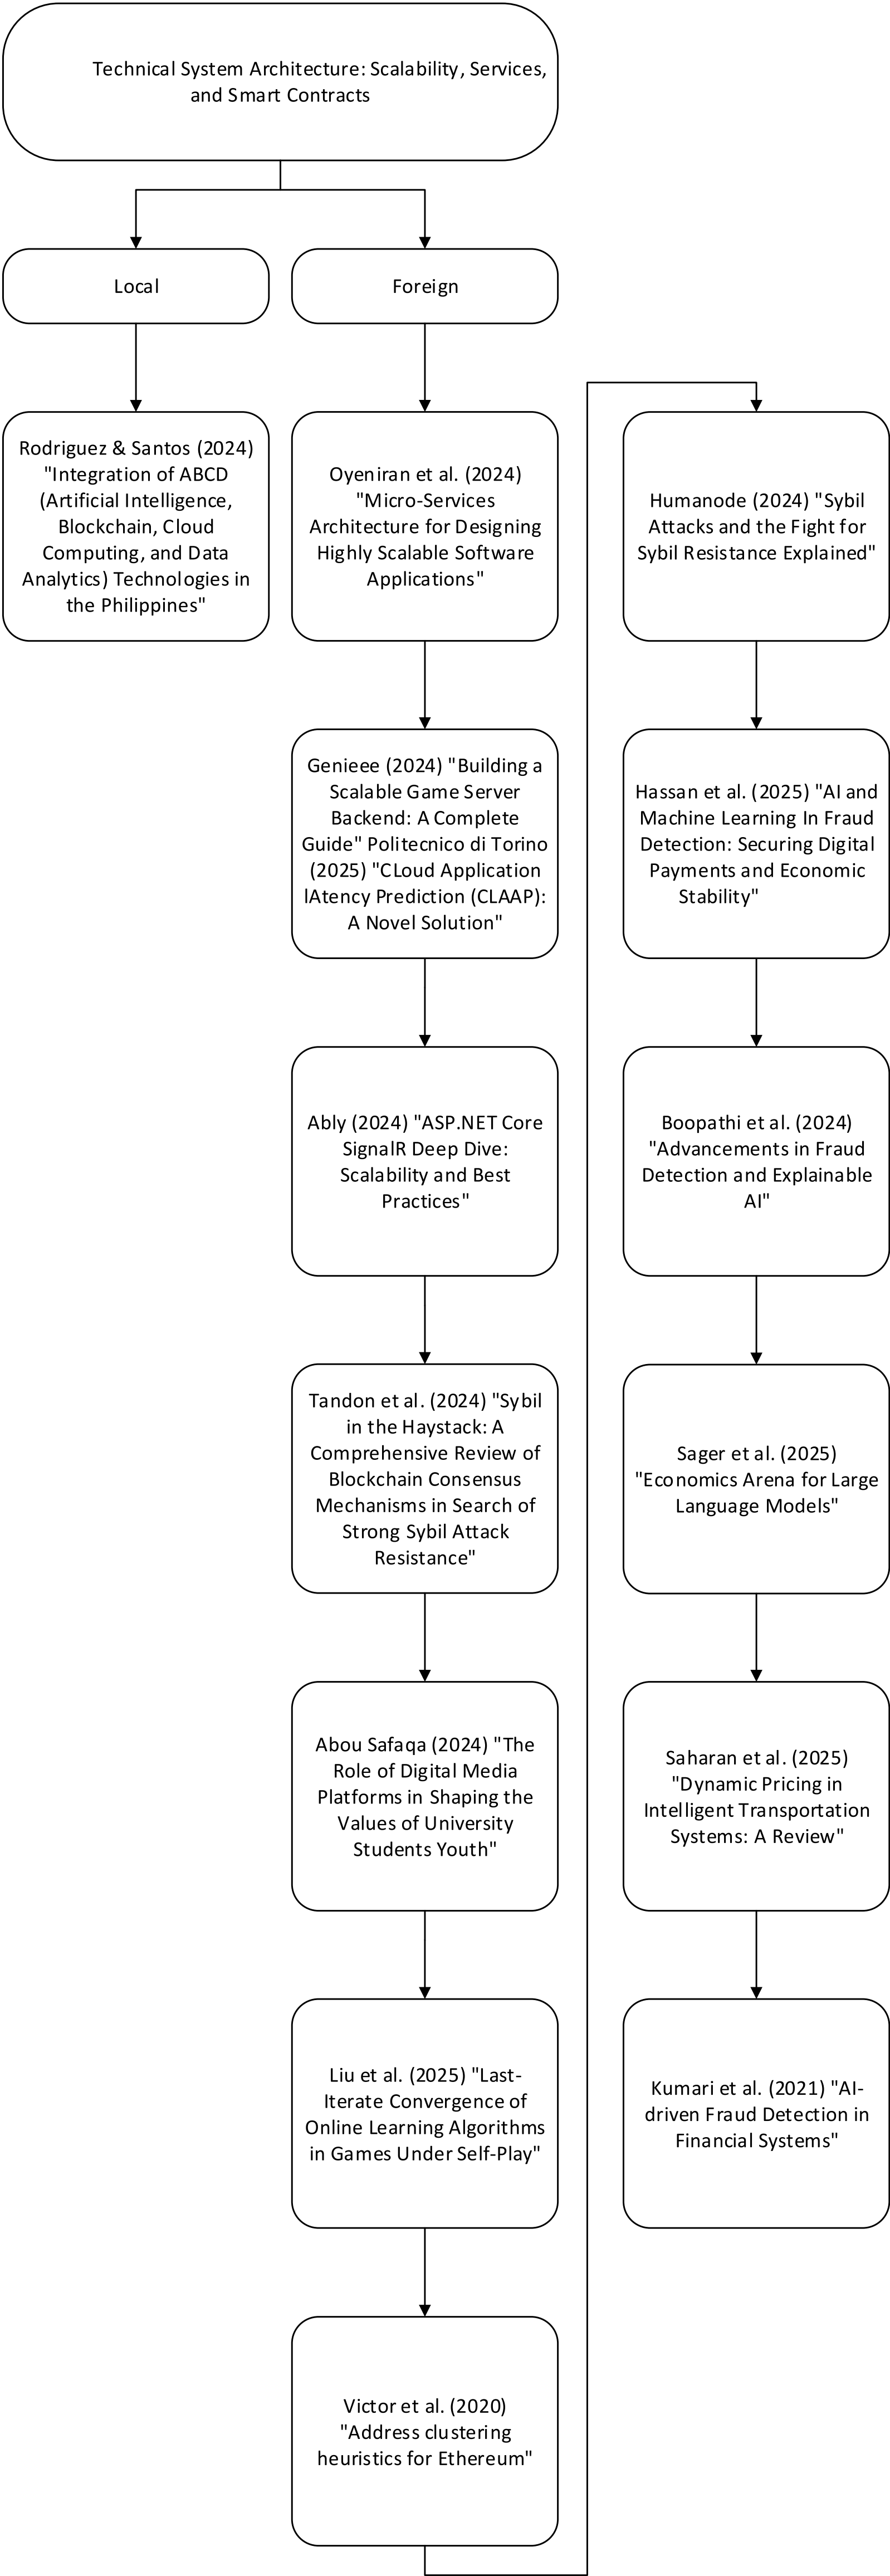 Technical System Architecture: Scalability, Services,
and Smart Contracts
Local
Foreign
Rodriguez & Santos (2024)
"Integration of ABCD
(Artificial Intelligence,
Blockchain, Cloud
Computing, and Data
Analytics) Technologies in
the Philippines"
Oyeniran et al. (2024)
"Micro-Services
Architecture for Designing
Highly Scalable Software
Applications"
Genieee (2024) "Building a
Scalable Game Server
Backend: A Complete
Guide" Politecnico di Torino
(2025) "CLoud Application
lAtency Prediction (CLAAP):
A Novel Solution"
Ably (2024) "ASP.NET Core
SignalR Deep Dive:
Scalability and Best
Practices"
Tandon et al. (2024) "Sybil
in the Haystack: A
Comprehensive Review of
Blockchain Consensus
Mechanisms in Search of
Strong Sybil Attack
Resistance"
Abou Safaqa (2024) "The
Role of Digital Media
Platforms in Shaping the
Values of University
Students Youth"
Liu et al. (2025) "Last-
Iterate Convergence of
Online Learning Algorithms
in Games Under Self-Play"
Victor et al. (2020)
"Address clustering
heuristics for Ethereum"
Humanode (2024) "Sybil
Attacks and the Fight for
Sybil Resistance Explained"
Hassan et al. (2025) "AI and
Machine Learning In Fraud
Detection: Securing Digital
Payments and Economic
Stability"
Boopathi et al. (2024)
"Advancements in Fraud
Detection and Explainable
AI"
Sager et al. (2025)
"Economics Arena for Large
Language Models"
Saharan et al. (2025)
"Dynamic Pricing in
Intelligent Transportation
Systems: A Review"
Kumari et al. (2021) "AI-
driven Fraud Detection in
Financial Systems"